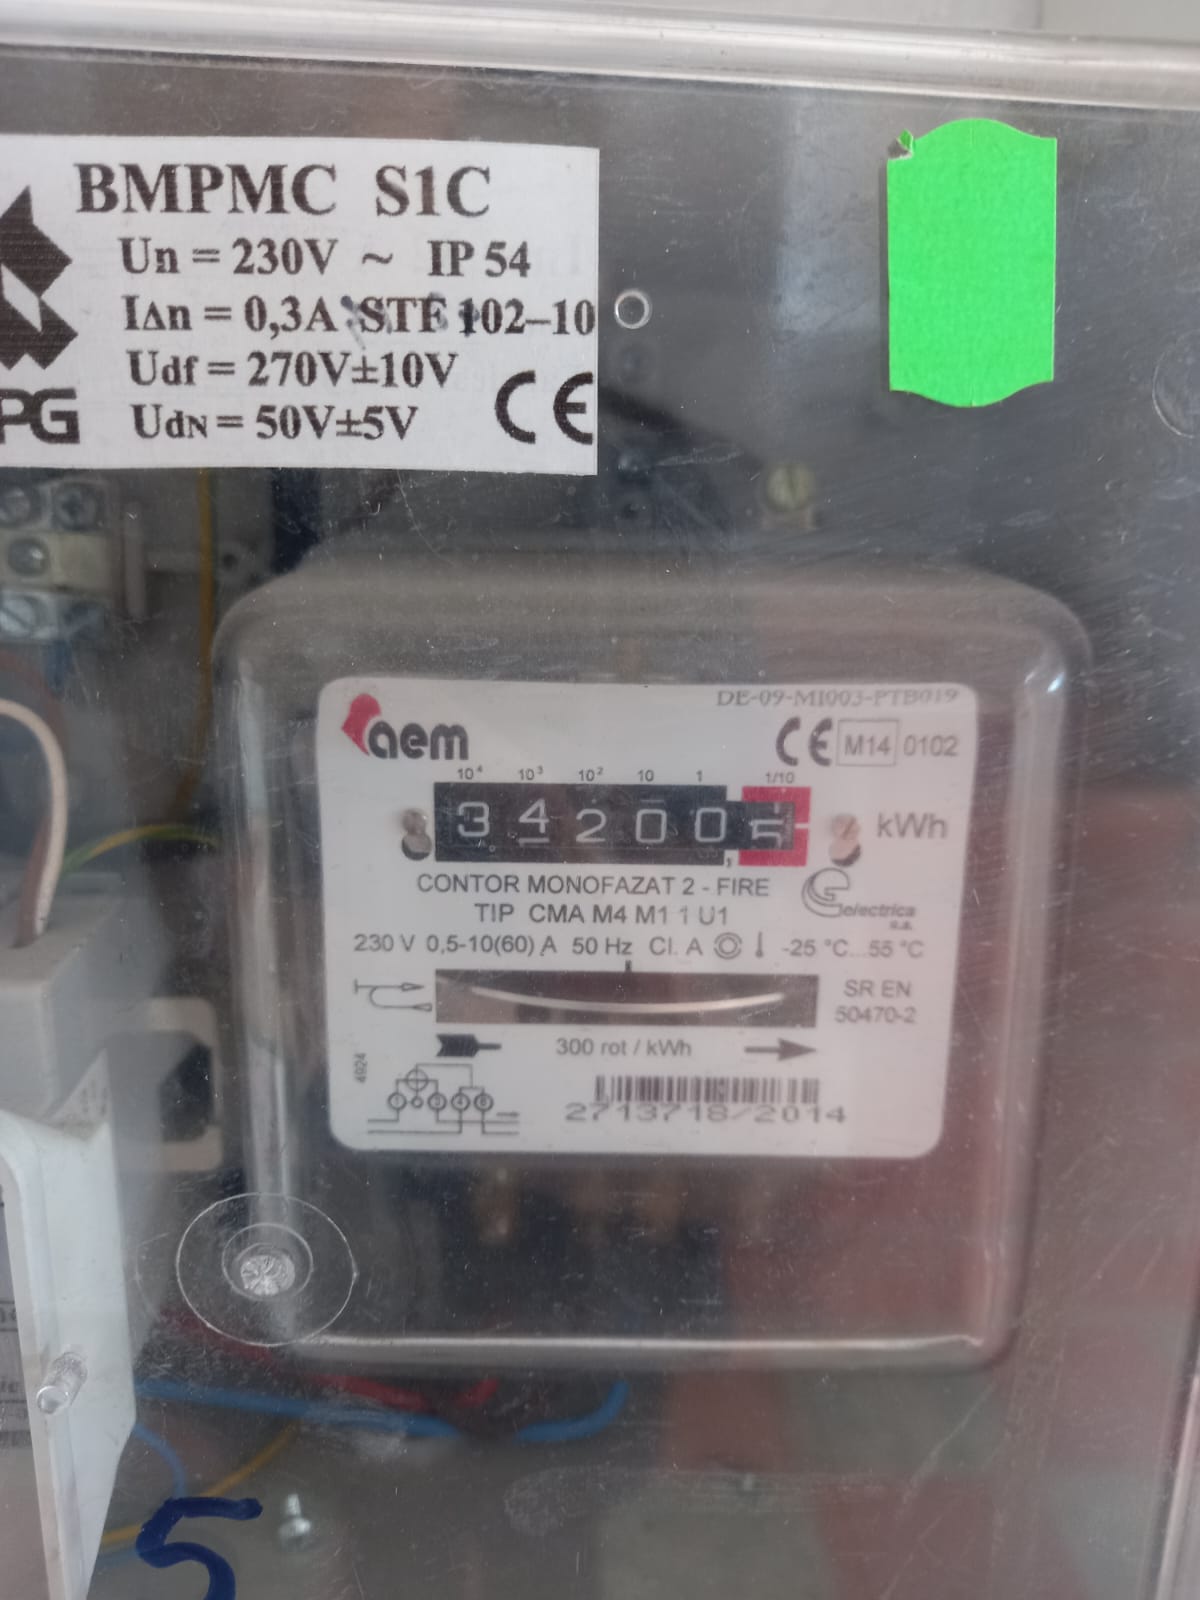 BMPMC S1C
Un = 230V ~ IP 54
IΔn = 0,3A STF 102–10
Udf = 270V±10V
UdN = 50V±5V CE
PG
DE-09-MI003-PTB019
aem CE M14 0102
10⁴ 10³ 10² 10 1 1/10
3 4 2 0 0 , 5 kWh
CONTOR MONOFAZAT 2 - FIRE
TIP CMA M4 M1 1 U1
electrica s.a.
230 V 0,5-10(60) A 50 Hz Cl. A -25 °C...55 °C
SR EN
50470-2
300 rot / kWh
4924
2713718/2014
5